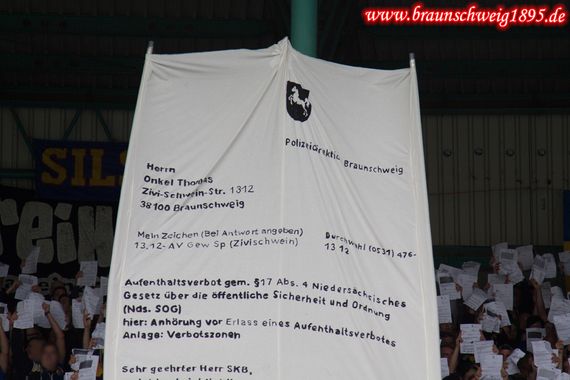 www.braunschweig1895.de
SILS
rein
Polizeidirektio Braunschweig
Herrn
Onkel Thomas
Zivi-Schwein-Str. 1312
38100 Braunschweig
Mein Zeichen (Bei Antwort angeben)
13.12-AV Gew Sp (Zivischwein)
Durchwahl (0531) 476-
13 12
Aufenthaltsverbot gem. §17 Abs. 4 Niedersächsisches
Gesetz über die öffentliche Sicherheit und Ordnung
(Nds. SOG)
hier: Anhörung vor Erlass eines Aufenthaltsverbotes
Anlage: Verbotszonen
Sehr geehrter Herr SKB,